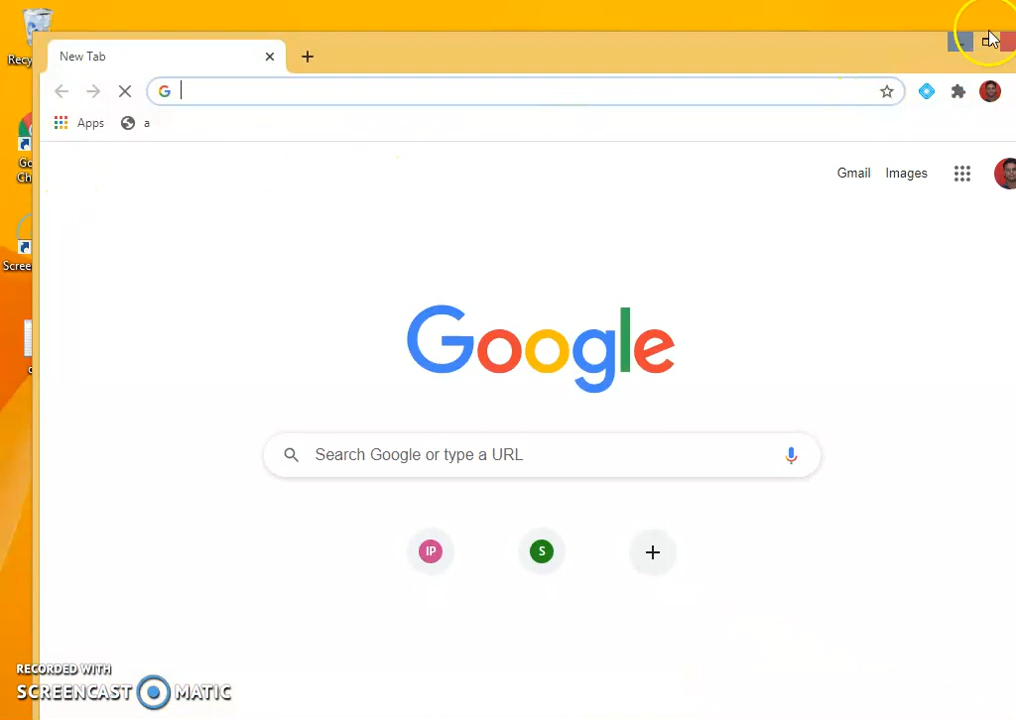 Recy
New Tab
G
Apps
a
Go
Ch
Gmail
Images
Google
Search Google or type a URL
Scree
IP
S
RECORDED WITH
SCREENCAST MATIC